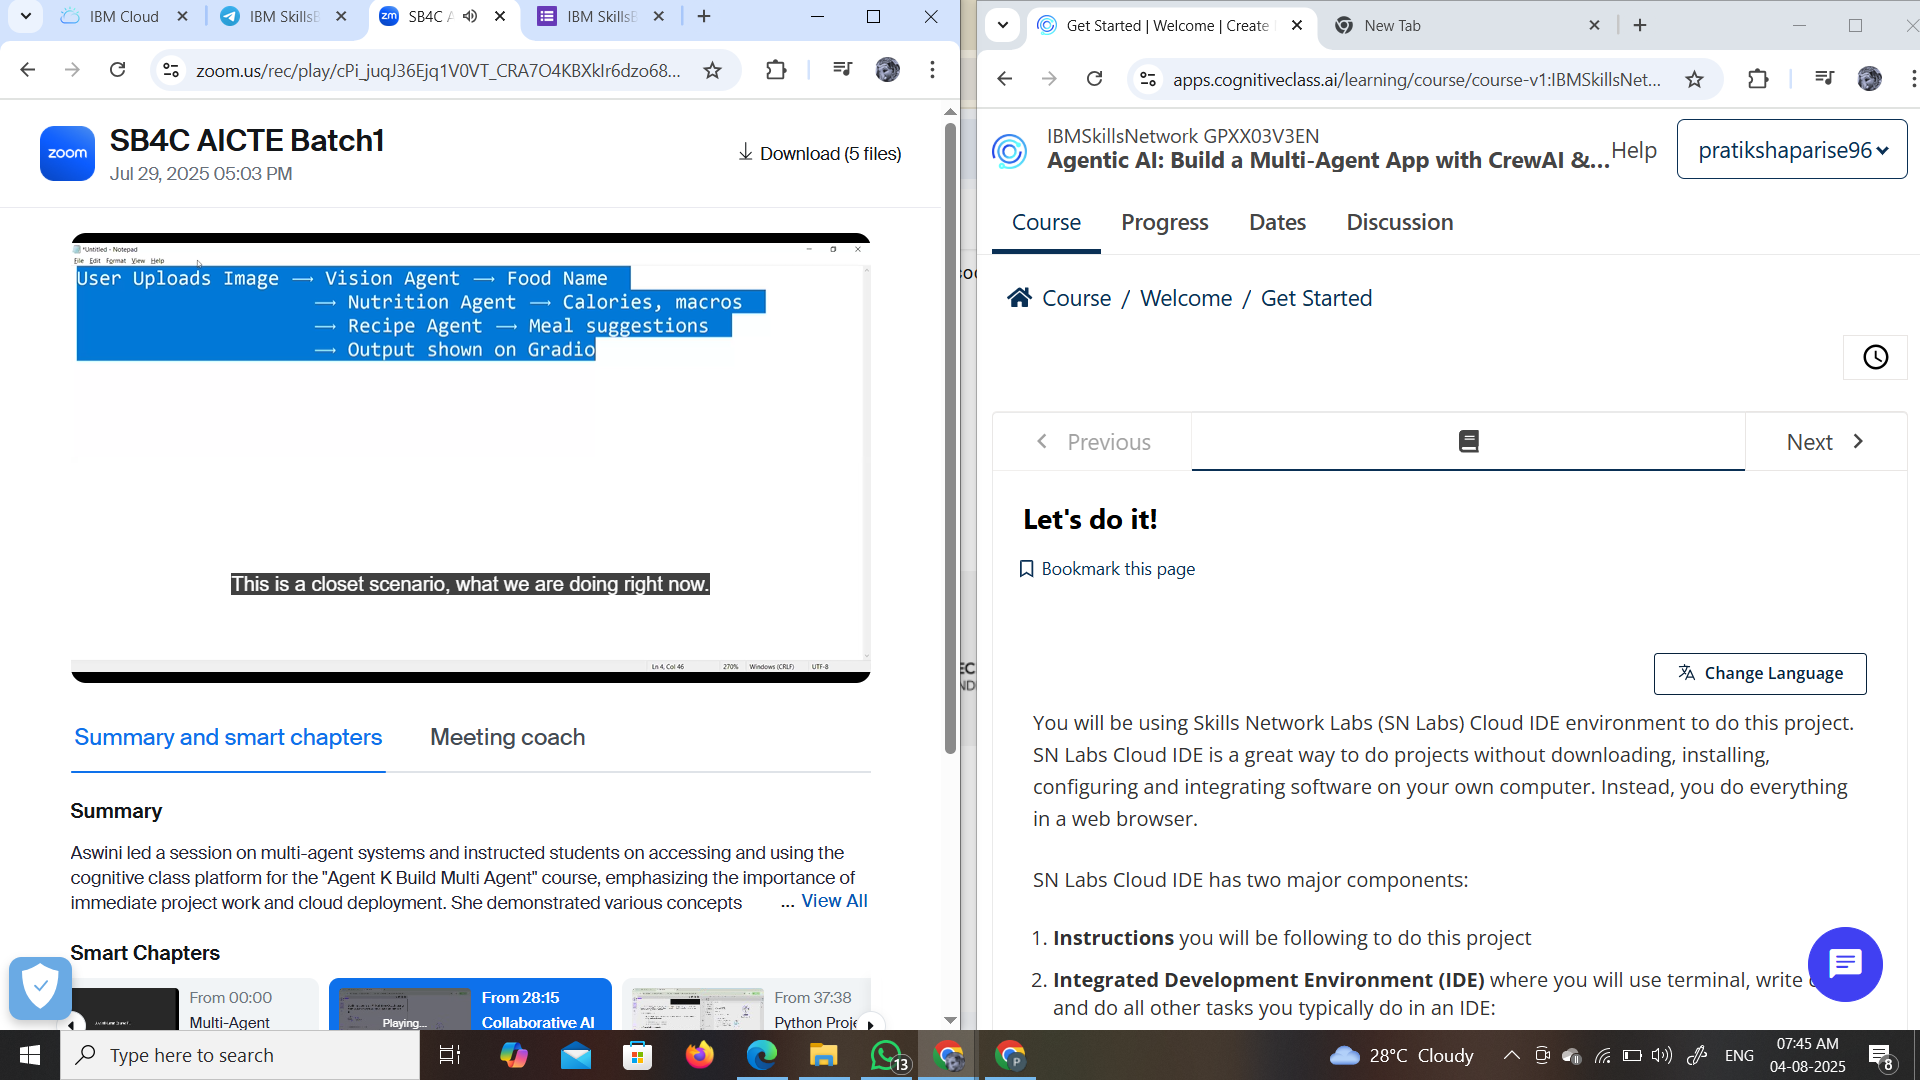 IBM Cloud
IBM SkillsB
SB4C A
IBM SkillsB
zoom.us/rec/play/cPi_juqJ36Ejq1V0VT_CRA7O4KBXkIr6dzo68...
zoom
SB4C AICTE Batch1
Jul 29, 2025 05:03 PM
Download (5 files)
*Untitled - Notepad
File Edit Format View Help
User Uploads Image → Vision Agent → Food Name
→ Nutrition Agent → Calories, macros
→ Recipe Agent → Meal suggestions
→ Output shown on Gradio
This is a closet scenario, what we are doing right now.
Ln 4, Col 46
270%
Windows (CRLF)
UTF-8
Summary and smart chapters
Meeting coach
Summary
Aswini led a session on multi-agent systems and instructed students on accessing and using the
cognitive class platform for the "Agent K Build Multi Agent" course, emphasizing the importance of
immediate project work and cloud deployment. She demonstrated various concepts ... View All
Smart Chapters
From 00:00
Multi-Agent
Playing...
From 28:15
Collaborative AI
From 37:38
Python Proje
Get Started | Welcome | Create
New Tab
apps.cognitiveclass.ai/learning/course/course-v1:IBMSkillsNet...
IBMSkillsNetwork GPXX03V3EN
Agentic AI: Build a Multi-Agent App with CrewAI &...
Help
pratikshaparise96
Course
Progress
Dates
Discussion
Course / Welcome / Get Started
Previous
Next
Let's do it!
Bookmark this page
Change Language
You will be using Skills Network Labs (SN Labs) Cloud IDE environment to do this project.
SN Labs Cloud IDE is a great way to do projects without downloading, installing,
configuring and integrating software on your own computer. Instead, you do everything
in a web browser.
SN Labs Cloud IDE has two major components:
1. Instructions you will be following to do this project
2. Integrated Development Environment (IDE) where you will use terminal, write
and do all other tasks you typically do in an IDE:
Type here to search
13
28°C Cloudy
ENG
07:45 AM
04-08-2025
8